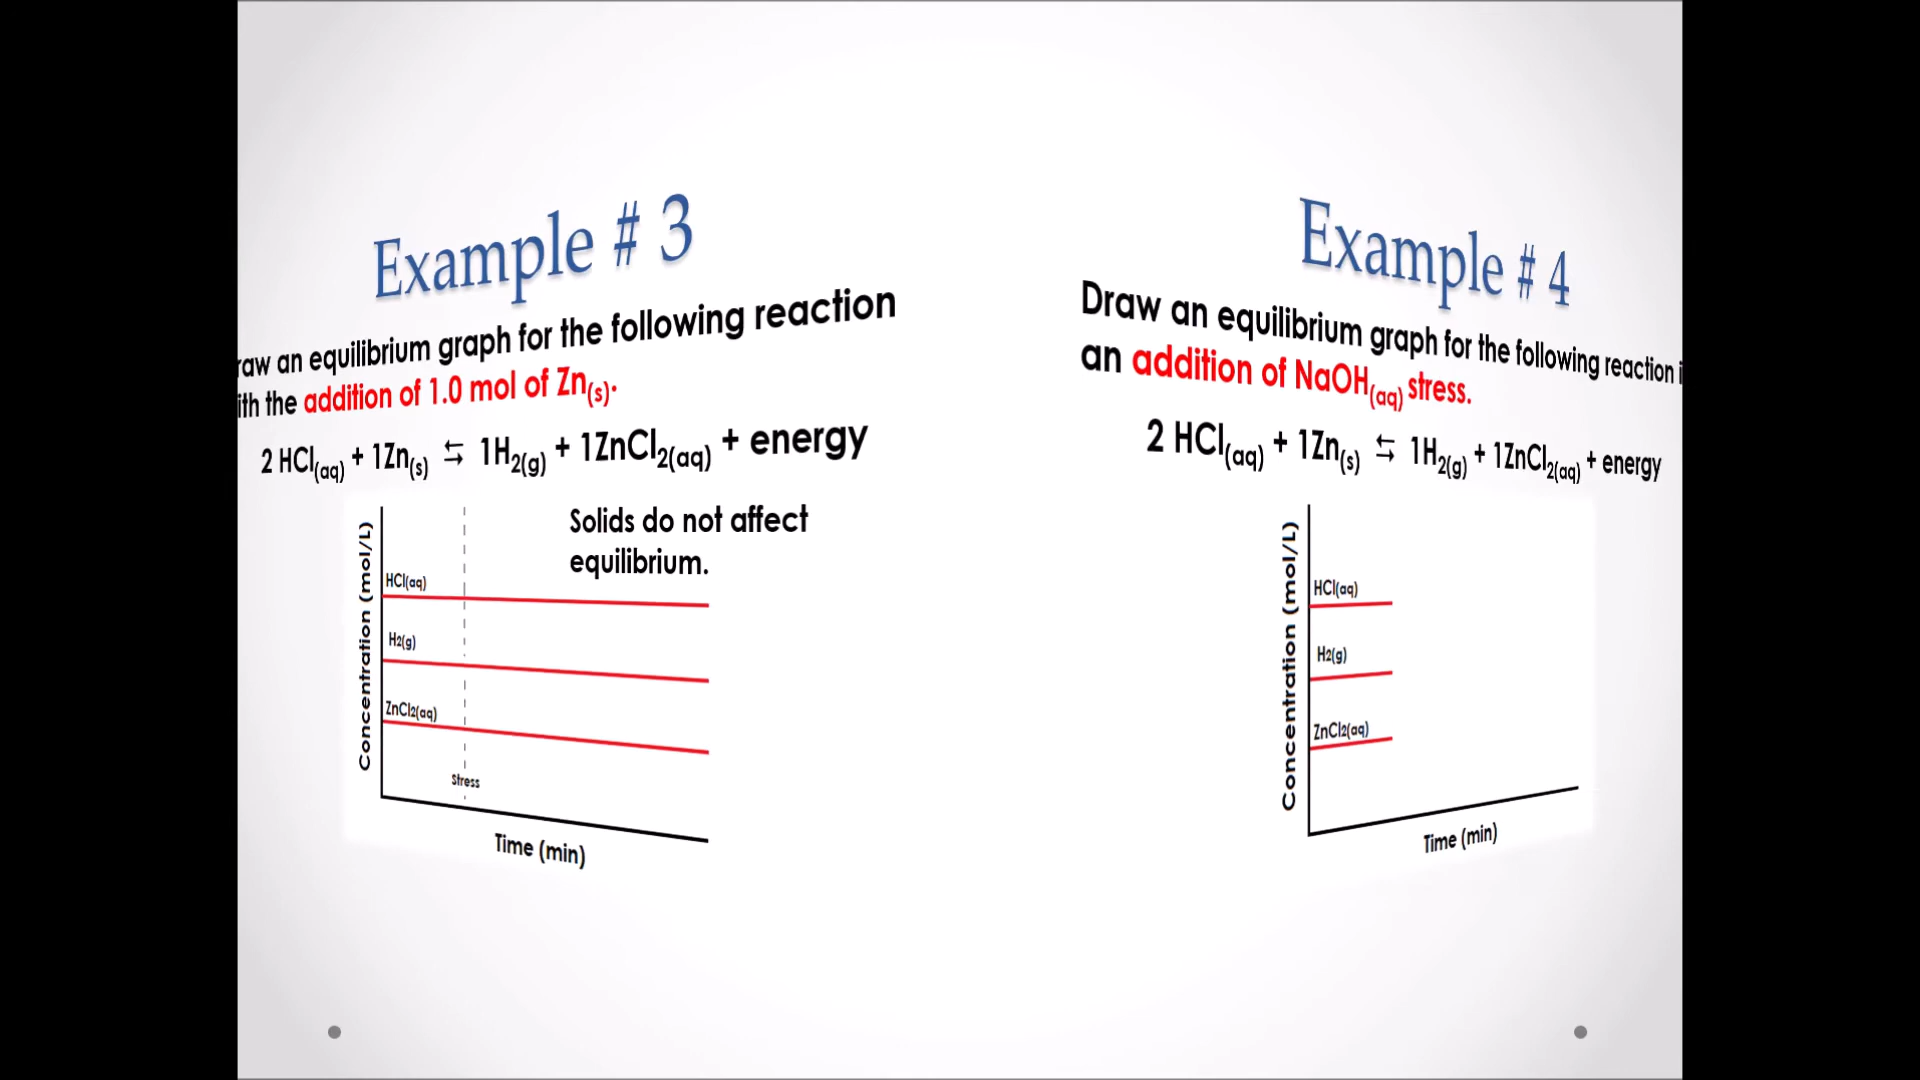 Example # 3
raw an equilibrium graph for the following reaction
ith the addition of 1.0 mol of Zn(s).
2 HCl(aq) + 1Zn(s) ⇆ 1H2(g) + 1ZnCl2(aq) + energy
Solids do not affect
equilibrium.
Concentration (mol/L)
HCl(aq)
H2(g)
ZnCl2(aq)
Stress
Time (min)
Example # 4
Draw an equilibrium graph for the following reaction i
an addition of NaOH(aq) stress.
2 HCl(aq) + 1Zn(s) ⇆ 1H2(g) + 1ZnCl2(aq) + energy
Concentration (mol/L)
HCl(aq)
H2(g)
ZnCl2(aq)
Time (min)